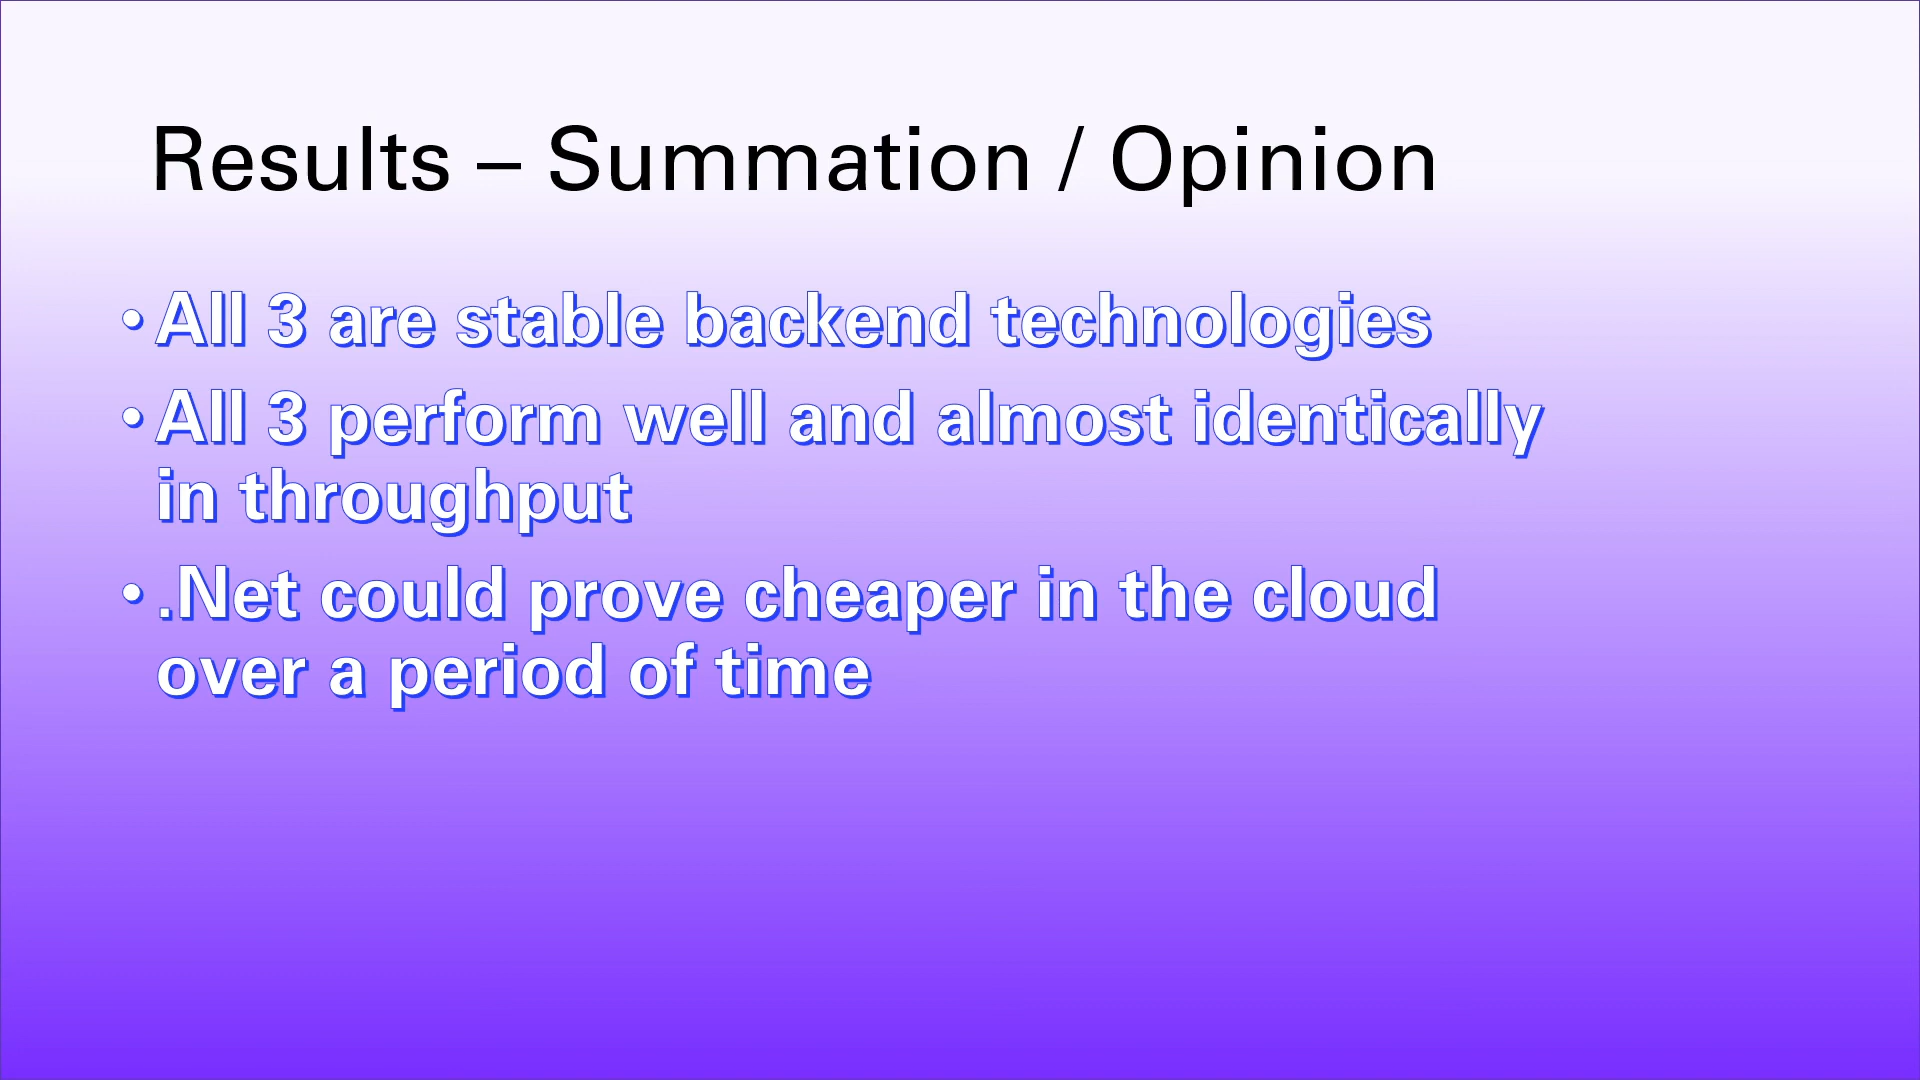 Results – Summation / Opinion
• All 3 are stable backend technologies
• All 3 perform well and almost identically
in throughput
• .Net could prove cheaper in the cloud
over a period of time